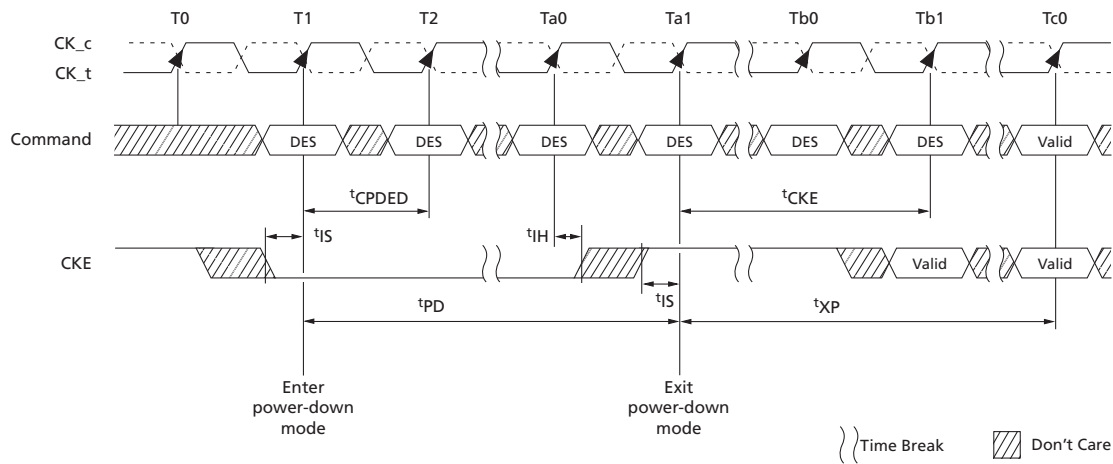 T0 T1 T2 Ta0 Ta1 Tb0 Tb1 Tc0
CK_c
CK_t
Command DES DES DES DES DES DES Valid
tCPDED tCKE
tIS tIH
CKE Valid Valid
tIS
tPD tXP
Enter
power-down
mode
Exit
power-down
mode
Time Break Don't Care